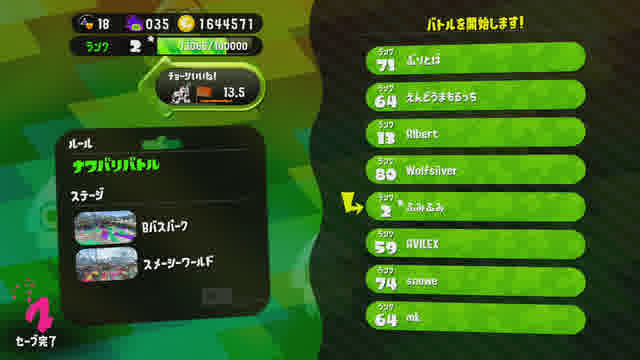 18 035 1644571
ランク 2★ /100000
チョーシいいね!
13.5
ルール
ナワバリバトル
ステージ
Bバスパーク
スメーシーワールド
セーブ完了
バトルを開始します!
ランク 71 ぷりとば
ランク 64 えんどうまもるっち
ランク 13 Albert
ランク 80 Wolfsilver
ランク 2★ ふみふみ
ランク 59 AVILEX
ランク 74 snowe
ランク 64 mk